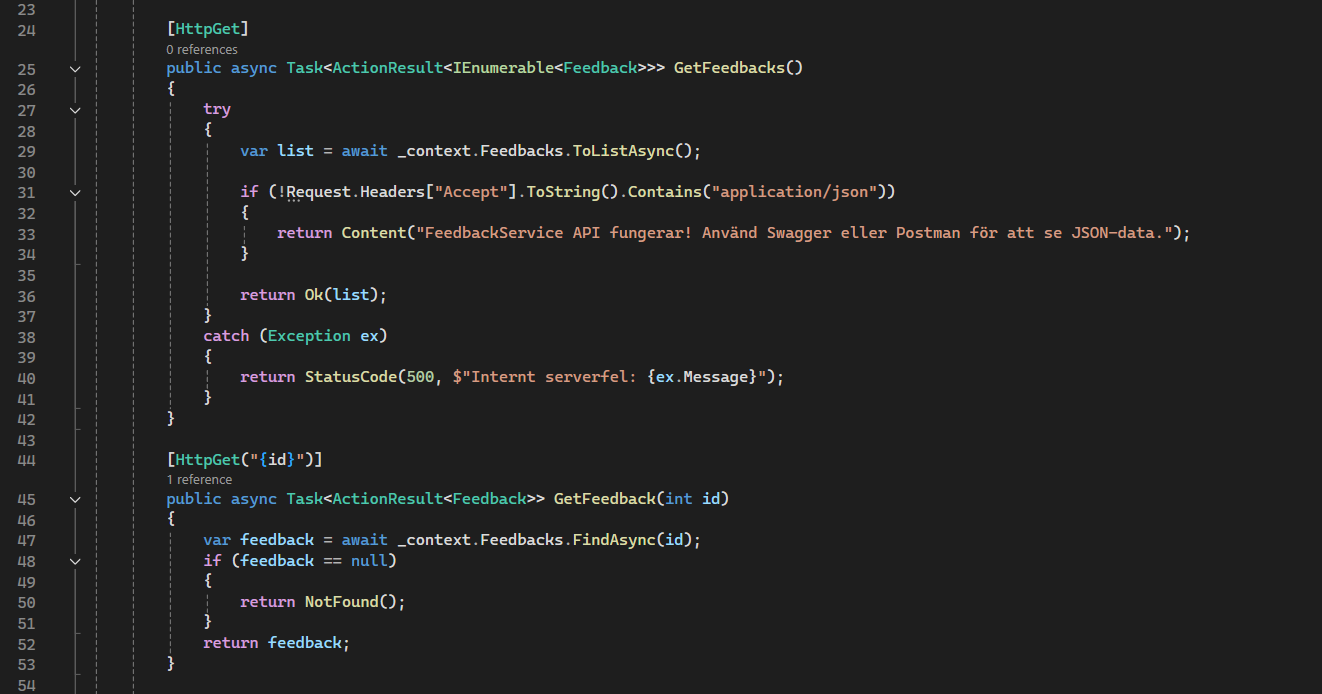 23
24 [HttpGet]
0 references
25 public async Task<ActionResult<IEnumerable<Feedback>>> GetFeedbacks()
26 {
27 try
28 {
29 var list = await _context.Feedbacks.ToListAsync();
30
31 if (!Request.Headers["Accept"].ToString().Contains("application/json"))
32 {
33 return Content("FeedbackService API fungerar! Använd Swagger eller Postman för att se JSON-data.");
34 }
35
36 return Ok(list);
37 }
38 catch (Exception ex)
39 {
40 return StatusCode(500, $"Internt serverfel: {ex.Message}");
41 }
42 }
43
44 [HttpGet("{id}")]
1 reference
45 public async Task<ActionResult<Feedback>> GetFeedback(int id)
46 {
47 var feedback = await _context.Feedbacks.FindAsync(id);
48 if (feedback == null)
49 {
50 return NotFound();
51 }
52 return feedback;
53 }
54